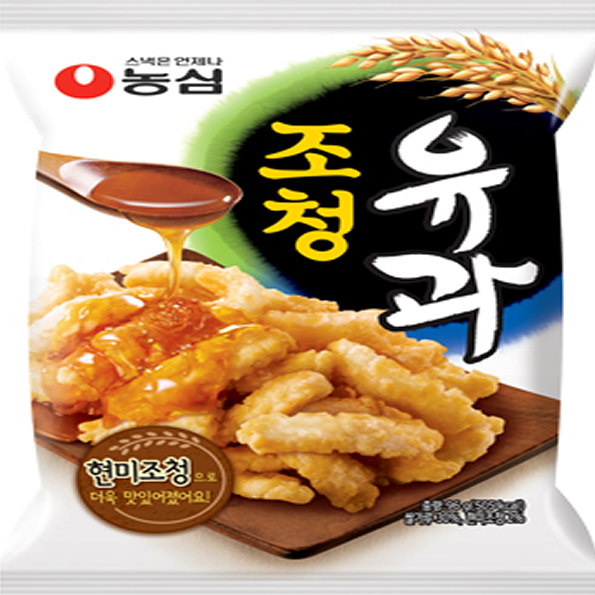 스낵은 언제나
농심
조청
유과
현미조청으로
더욱 맛있어졌어요!